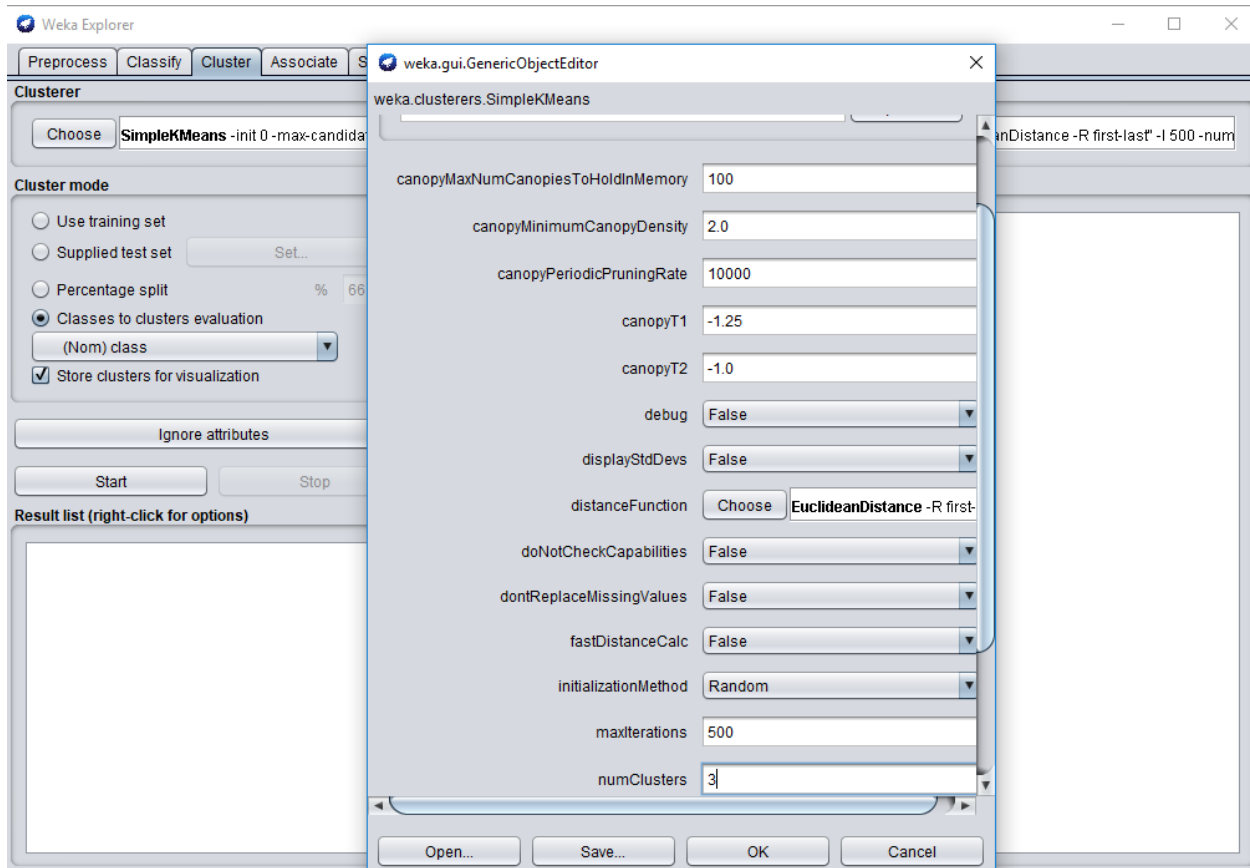 Weka Explorer
Preprocess Classify Cluster Associate S
Clusterer
Choose SimpleKMeans -init 0 -max-candida
nDistance -R first-last" -I 500 -num
Cluster mode
Use training set
Supplied test set Set...
Percentage split % 66
Classes to clusters evaluation
(Nom) class
Store clusters for visualization
Ignore attributes
Start Stop
Result list (right-click for options)
weka.gui.GenericObjectEditor
weka.clusterers.SimpleKMeans
canopyMaxNumCanopiesToHoldInMemory 100
canopyMinimumCanopyDensity 2.0
canopyPeriodicPruningRate 10000
canopyT1 -1.25
canopyT2 -1.0
debug False
displayStdDevs False
distanceFunction Choose EuclideanDistance -R first-
doNotCheckCapabilities False
dontReplaceMissingValues False
fastDistanceCalc False
initializationMethod Random
maxIterations 500
numClusters 3
Open... Save... OK Cancel